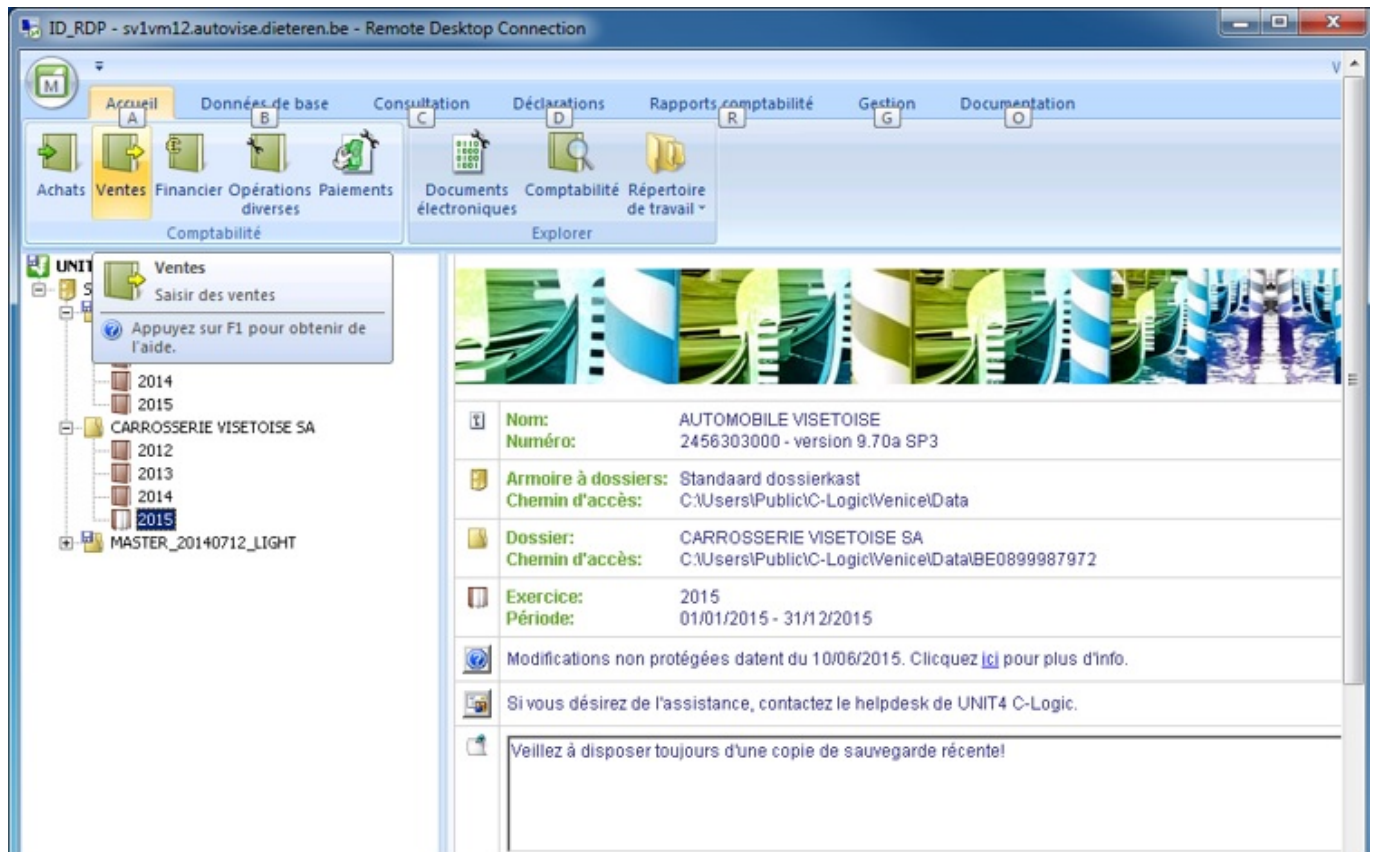 ID_RDP - sv1vm12.autovise.dieteren.be - Remote Desktop Connection
M
V
Accueil Données de base Consultation Déclarations Rapports comptabilité Gestion Documentation
A B C D R G O
Achats Ventes Financier Opérations diverses Paiements Documents électroniques Comptabilité Répertoire de travail
Comptabilité Explorer
UNIT
S
Ventes
Saisir des ventes
Appuyez sur F1 pour obtenir de
l'aide.
2014
2015
CARROSSERIE VISETOISE SA
2012
2013
2014
2015
MASTER_20140712_LIGHT
Nom: AUTOMOBILE VISETOISE
Numéro: 2456303000 - version 9.70a SP3
Armoire à dossiers: Standaard dossierkast
Chemin d'accès: C:\Users\Public\C-Logic\Venice\Data
Dossier: CARROSSERIE VISETOISE SA
Chemin d'accès: C:\Users\Public\C-Logic\Venice\Data\BE0899987972
Exercice: 2015
Période: 01/01/2015 - 31/12/2015
Modifications non protégées datent du 10/06/2015. Clicquez ici pour plus d'info.
Si vous désirez de l'assistance, contactez le helpdesk de UNIT4 C-Logic.
Veillez à disposer toujours d'une copie de sauvegarde récente!